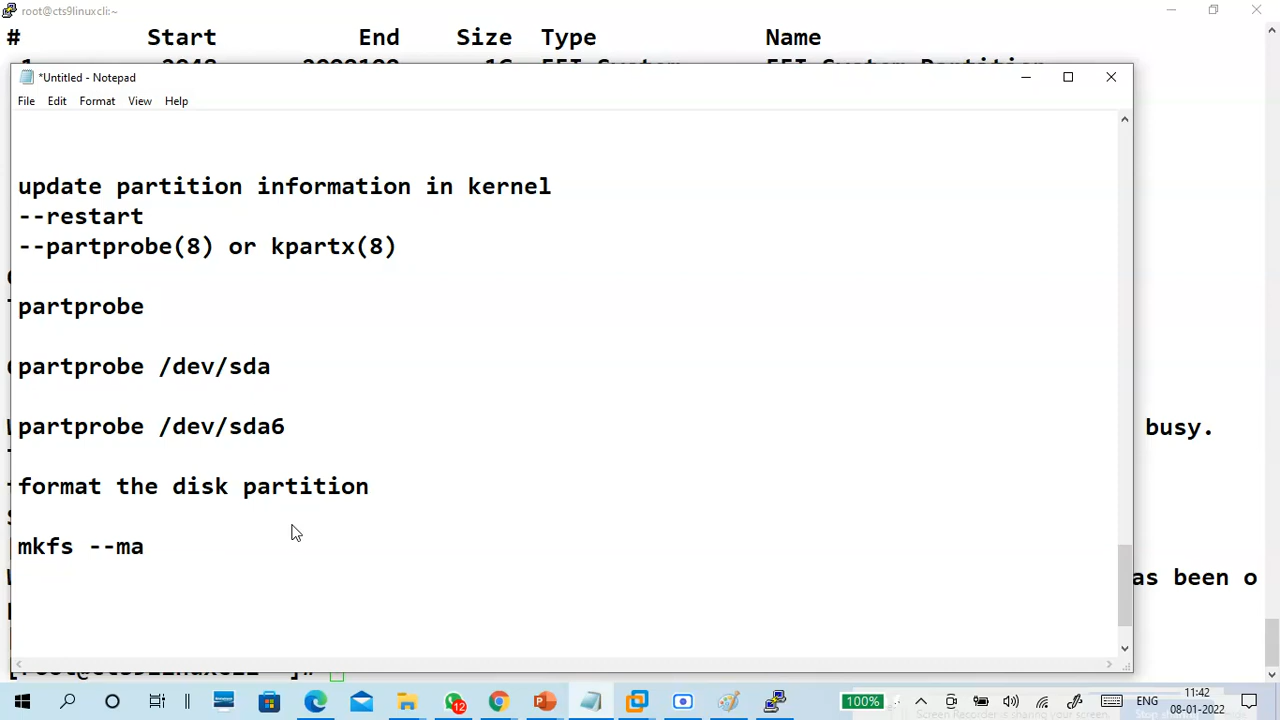 root@cts9linuxcli:~
# Start End Size Type Name
*Untitled - Notepad
File Edit Format View Help
update partition information in kernel
--restart
--partprobe(8) or kpartx(8)
partprobe
partprobe /dev/sda
partprobe /dev/sda6
busy.
format the disk partition
mkfs --ma
as been o
100%
ENG
11:42
08-01-2022
12